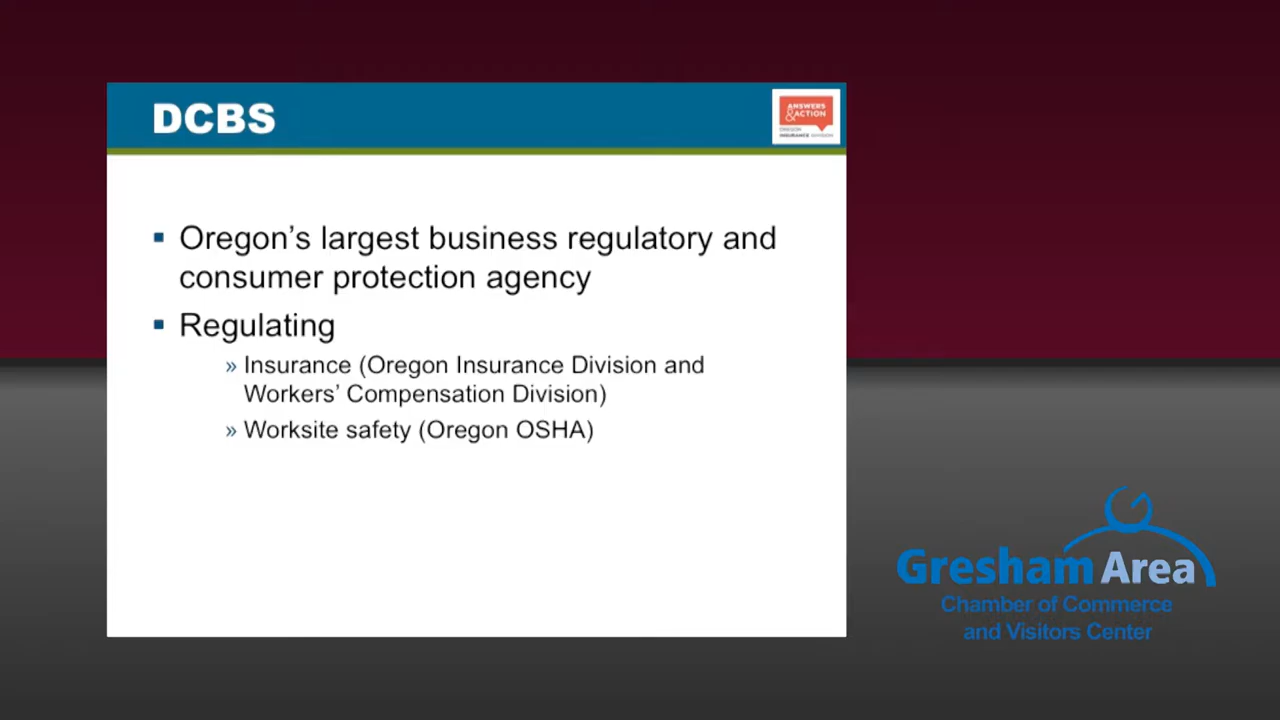 DCBS
ANSWERS
&ACTION
OREGON
INSURANCE DIVISION
▪ Oregon’s largest business regulatory and
consumer protection agency
▪ Regulating
» Insurance (Oregon Insurance Division and
Workers’ Compensation Division)
» Worksite safety (Oregon OSHA)
Gresham Area
Chamber of Commerce
and Visitors Center